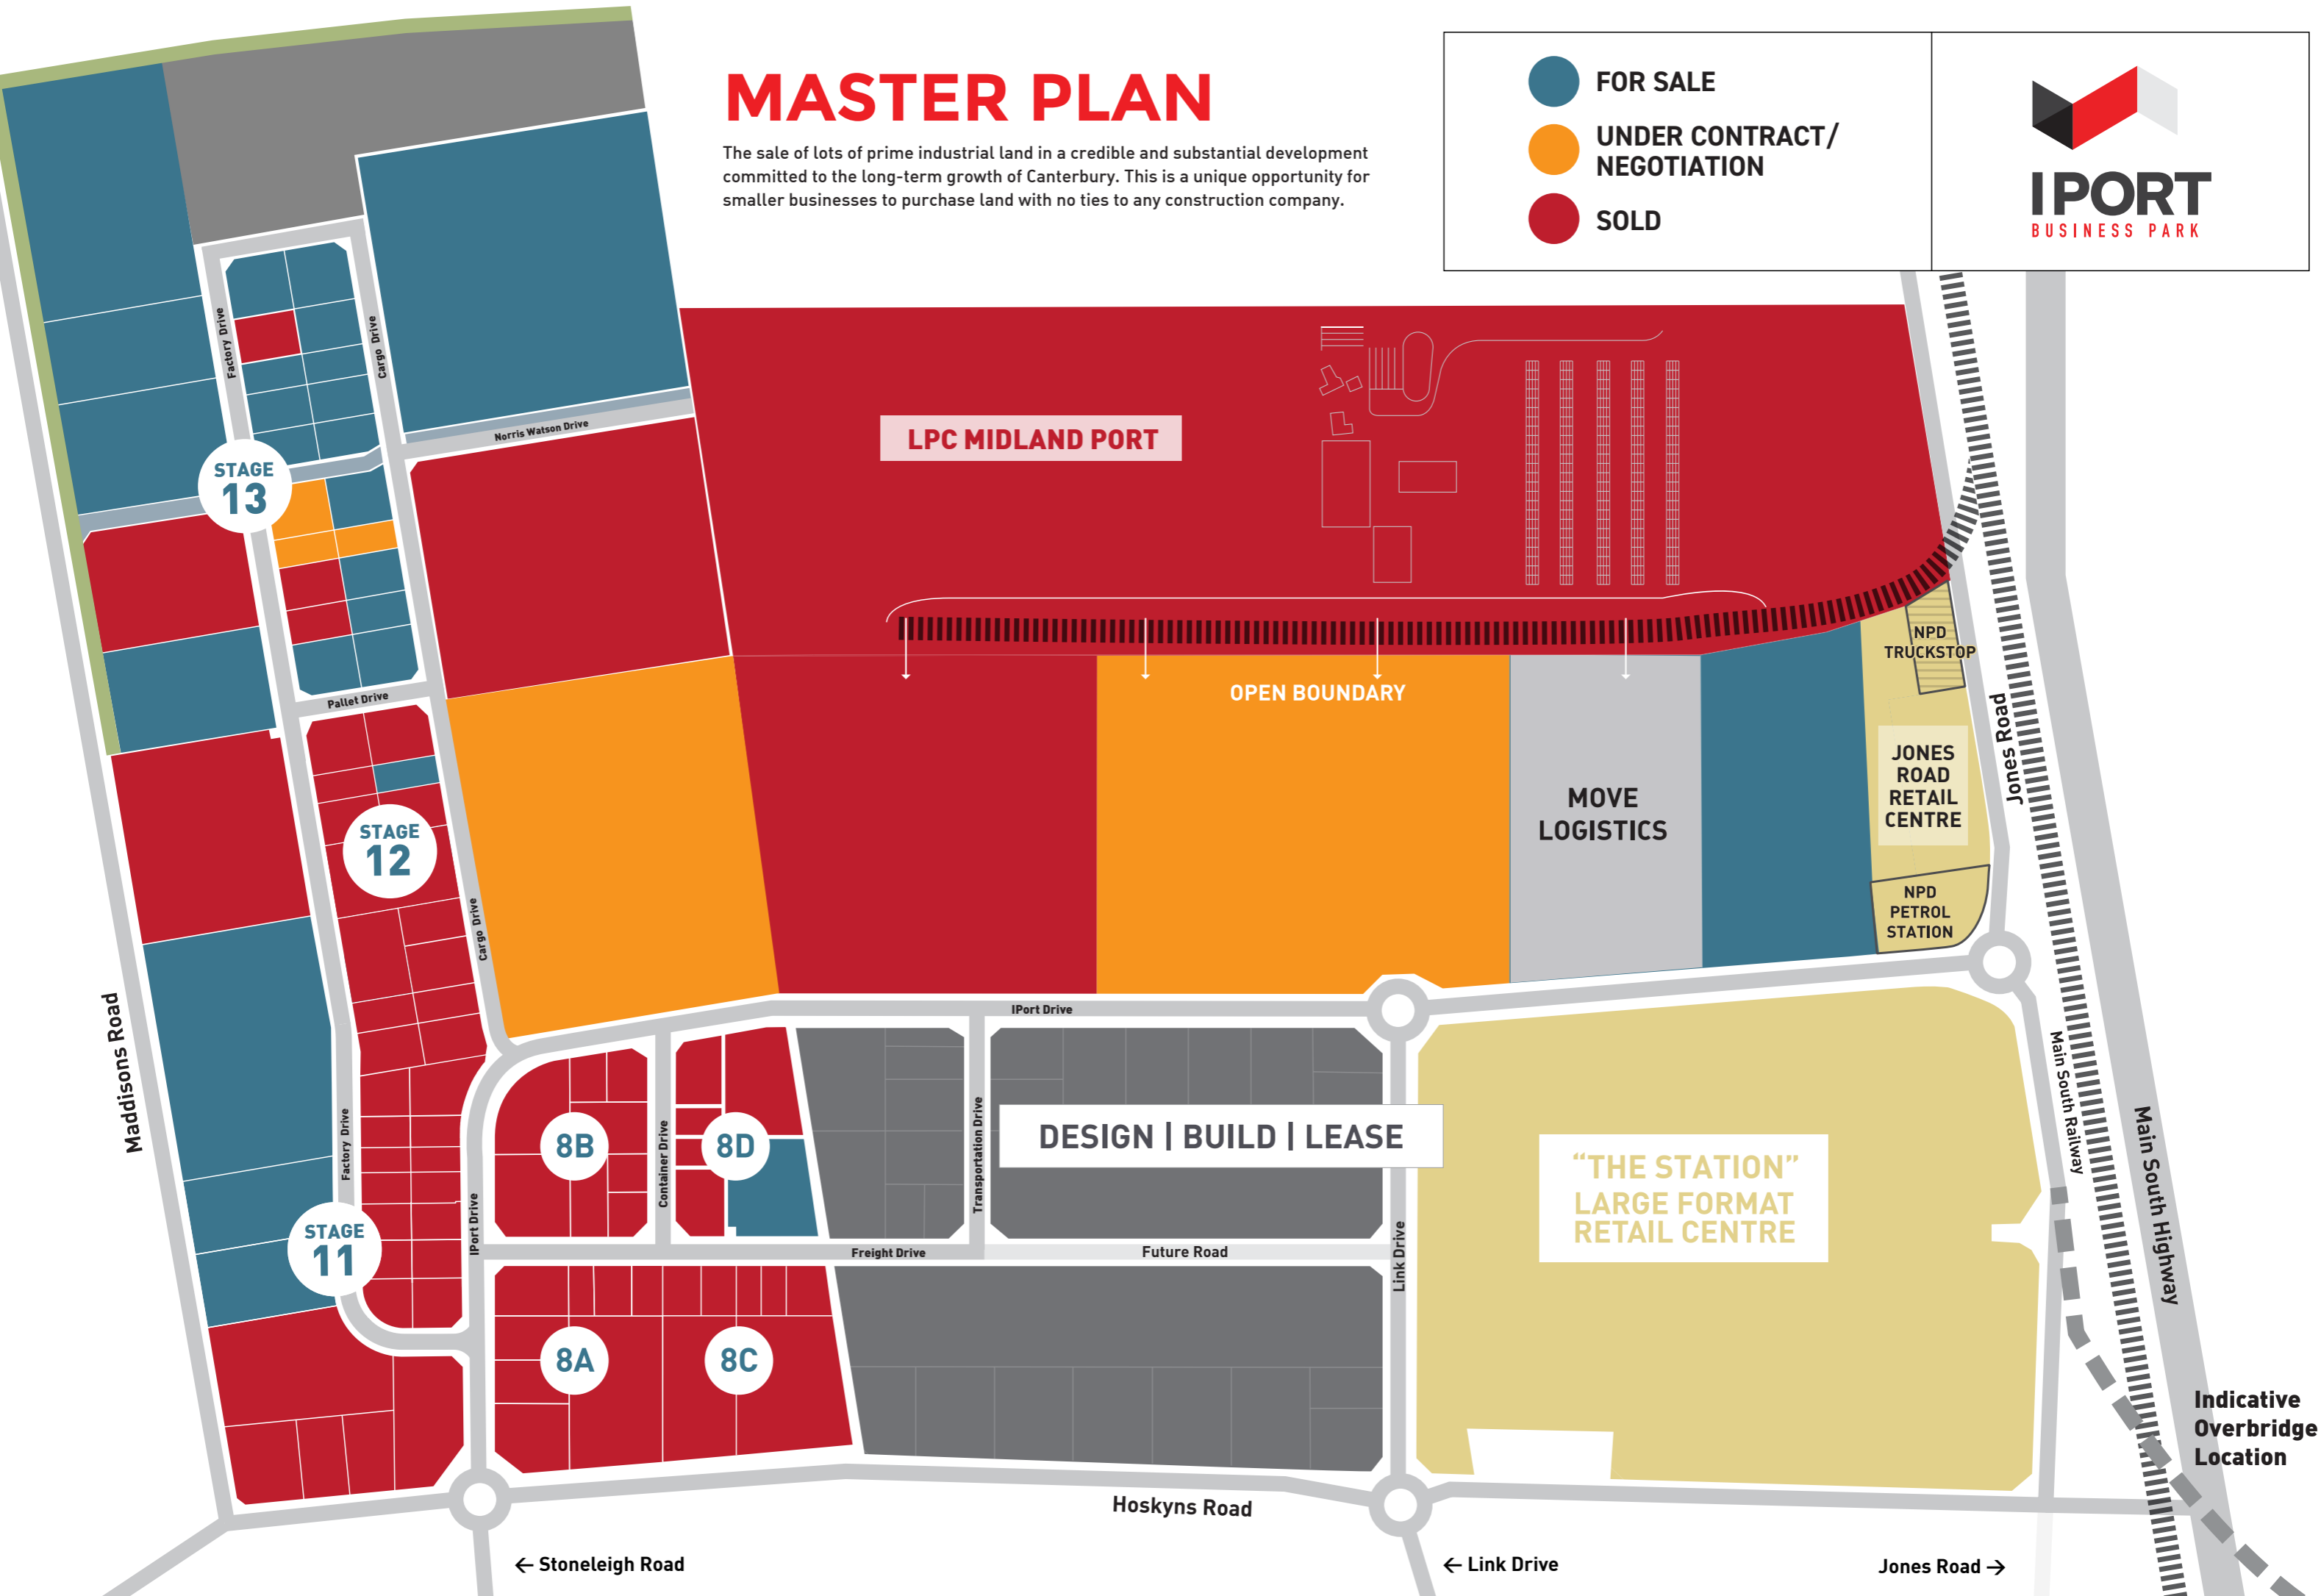 MASTER PLAN
The sale of lots of prime industrial land in a credible and substantial development
committed to the long-term growth of Canterbury. This is a unique opportunity for
smaller businesses to purchase land with no ties to any construction company.
FOR SALE
UNDER CONTRACT/
NEGOTIATION
SOLD
IPORT
BUSINESS PARK
Factory Drive
Cargo Drive
Norris Watson Drive
LPC MIDLAND PORT
STAGE
13
Pallet Drive
OPEN BOUNDARY
NPD
TRUCKSTOP
Jones Road
JONES
ROAD
RETAIL
CENTRE
MOVE
LOGISTICS
STAGE
12
Cargo Drive
NPD
PETROL
STATION
Maddisons Road
IPort Drive
Main South Railway
Main South Highway
Factory Drive
8B
Container Drive
8D
Transportation Drive
DESIGN | BUILD | LEASE
"THE STATION"
LARGE FORMAT
RETAIL CENTRE
STAGE
11
IPort Drive
Freight Drive
Future Road
Link Drive
8A
8C
Indicative
Overbridge
Location
Hoskyns Road
← Stoneleigh Road
← Link Drive
Jones Road →